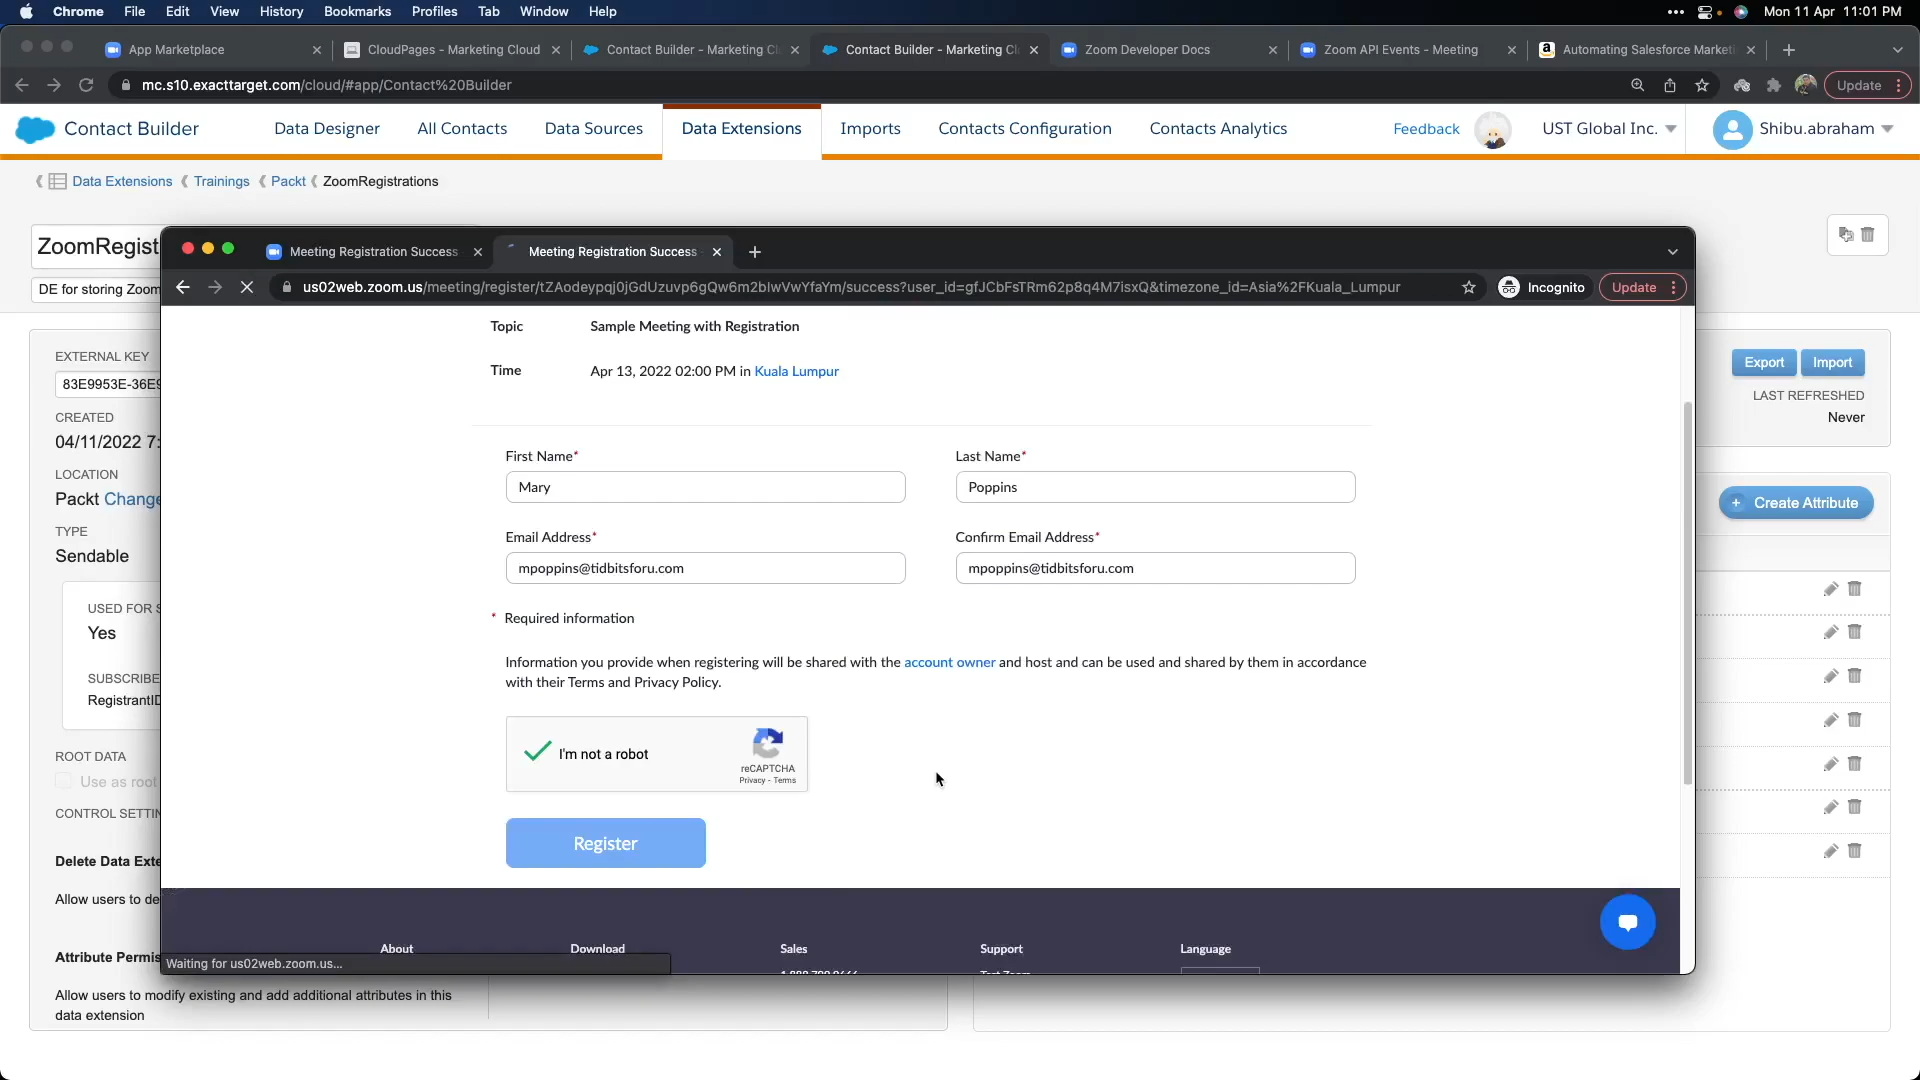 Chrome File Edit View History Bookmarks Profiles Tab Window Help Mon 11 Apr 11:01 PM
App Marketplace CloudPages - Marketing Cloud Contact Builder - Marketing Cl Contact Builder - Marketing Cl Zoom Developer Docs Zoom API Events - Meeting Automating Salesforce Marketi
mc.s10.exacttarget.com/cloud/#app/Contact%20Builder Update
Contact Builder Data Designer All Contacts Data Sources Data Extensions Imports Contacts Configuration Contacts Analytics Feedback UST Global Inc. Shibu.abraham
Data Extensions Trainings Packt ZoomRegistrations
ZoomRegist
DE for storing Zoom
EXTERNAL KEY
83E9953E-36E9
CREATED
04/11/2022 7:
LOCATION
Packt Change
TYPE
Sendable
USED FOR S
Yes
SUBSCRIBE
RegistrantID
ROOT DATA
Use as root
CONTROL SETTIN
Delete Data Exte
Allow users to de
Attribute Permis
Allow users to modify existing and add additional attributes in this
data extension
Export Import
LAST REFRESHED
Never
Create Attribute
Meeting Registration Success Meeting Registration Success
us02web.zoom.us/meeting/register/tZAodeypqj0jGdUzuvp6gQw6m2blwVwYfaYm/success?user_id=gfJCbFsTRm62p8q4M7isxQ&timezone_id=Asia%2FKuala_Lumpur Incognito Update
Topic Sample Meeting with Registration
Time Apr 13, 2022 02:00 PM in Kuala Lumpur
First Name* Last Name*
Mary Poppins
Email Address* Confirm Email Address*
mpoppins@tidbitsforu.com mpoppins@tidbitsforu.com
* Required information
Information you provide when registering will be shared with the account owner and host and can be used and shared by them in accordance
with their Terms and Privacy Policy.
I'm not a robot
reCAPTCHA
Privacy - Terms
Register
About Download Sales Support Language
Waiting for us02web.zoom.us...